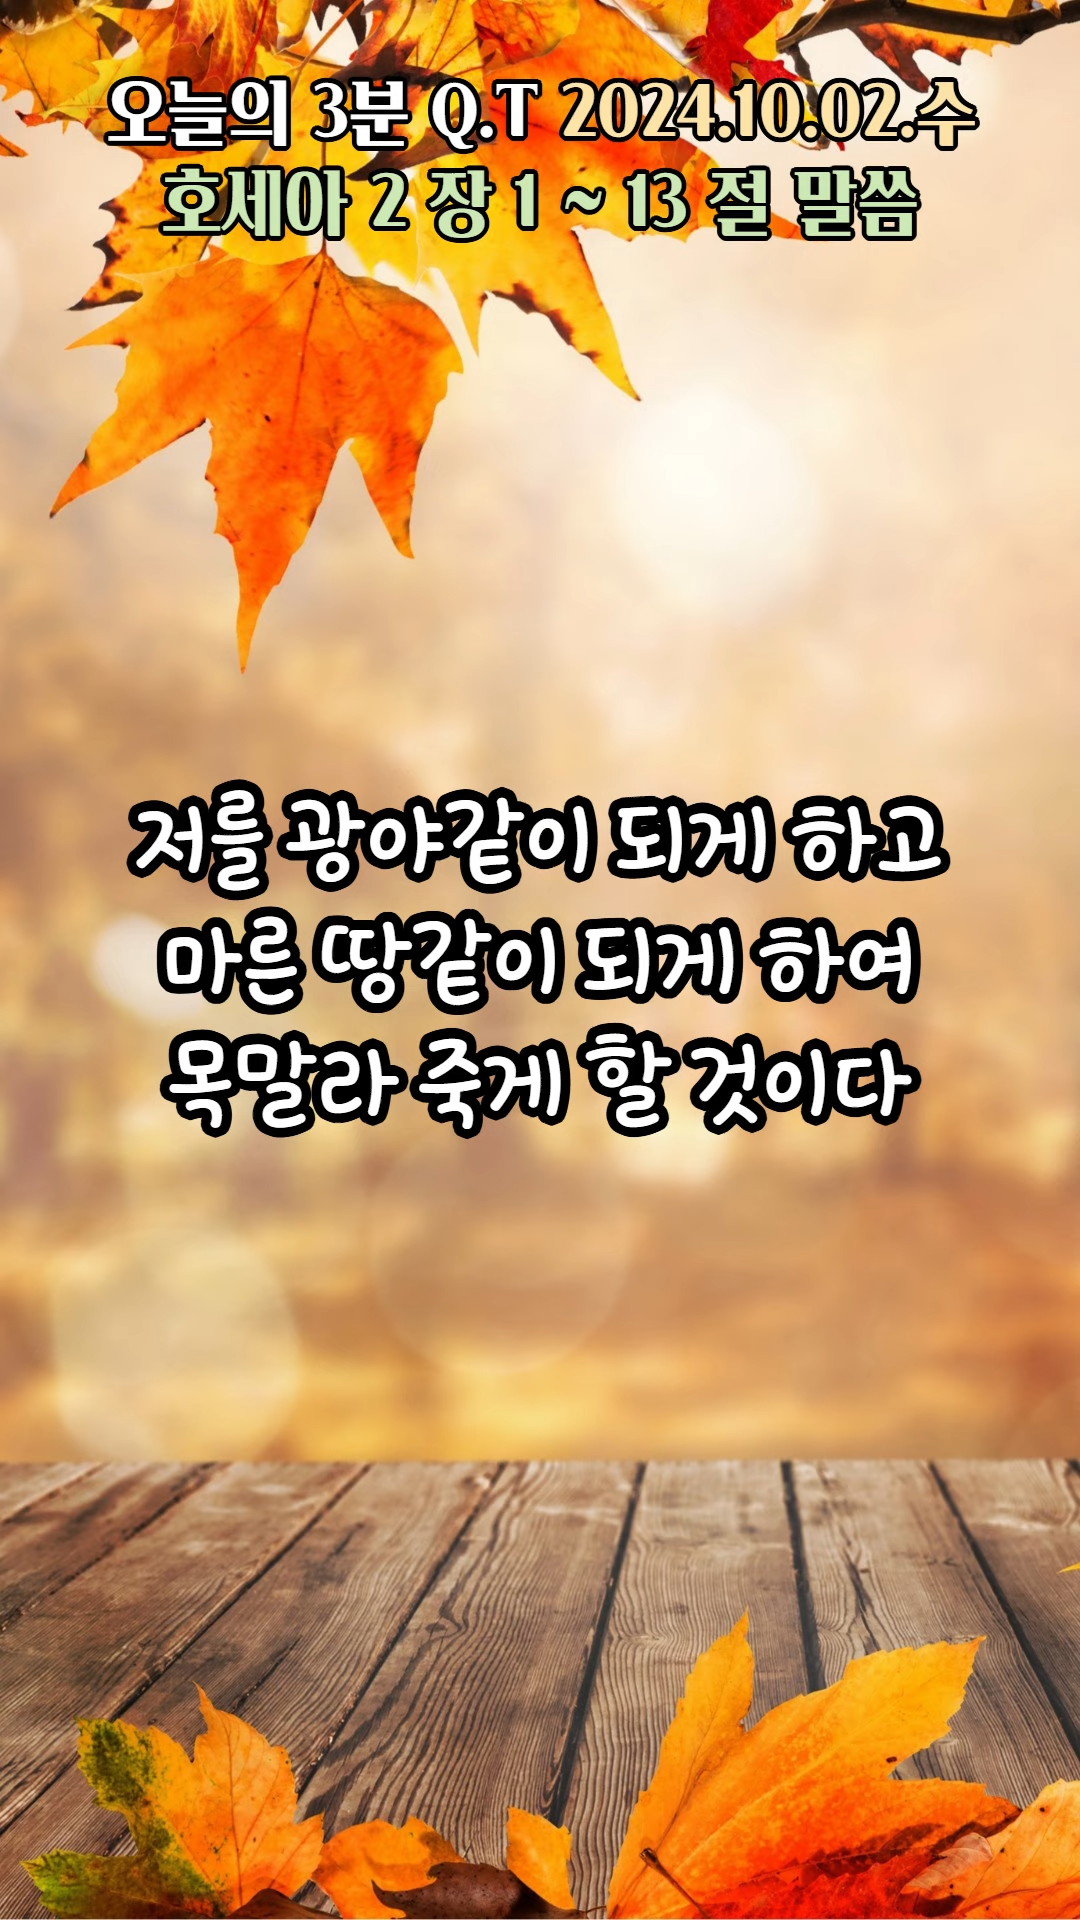 오늘의 3분 Q.T 2024.10.02.수
호세아 2 장 1 ~ 13 절 말씀
저를 광야같이 되게 하고
마른 땅같이 되게 하여
목말라 죽게 할 것이다